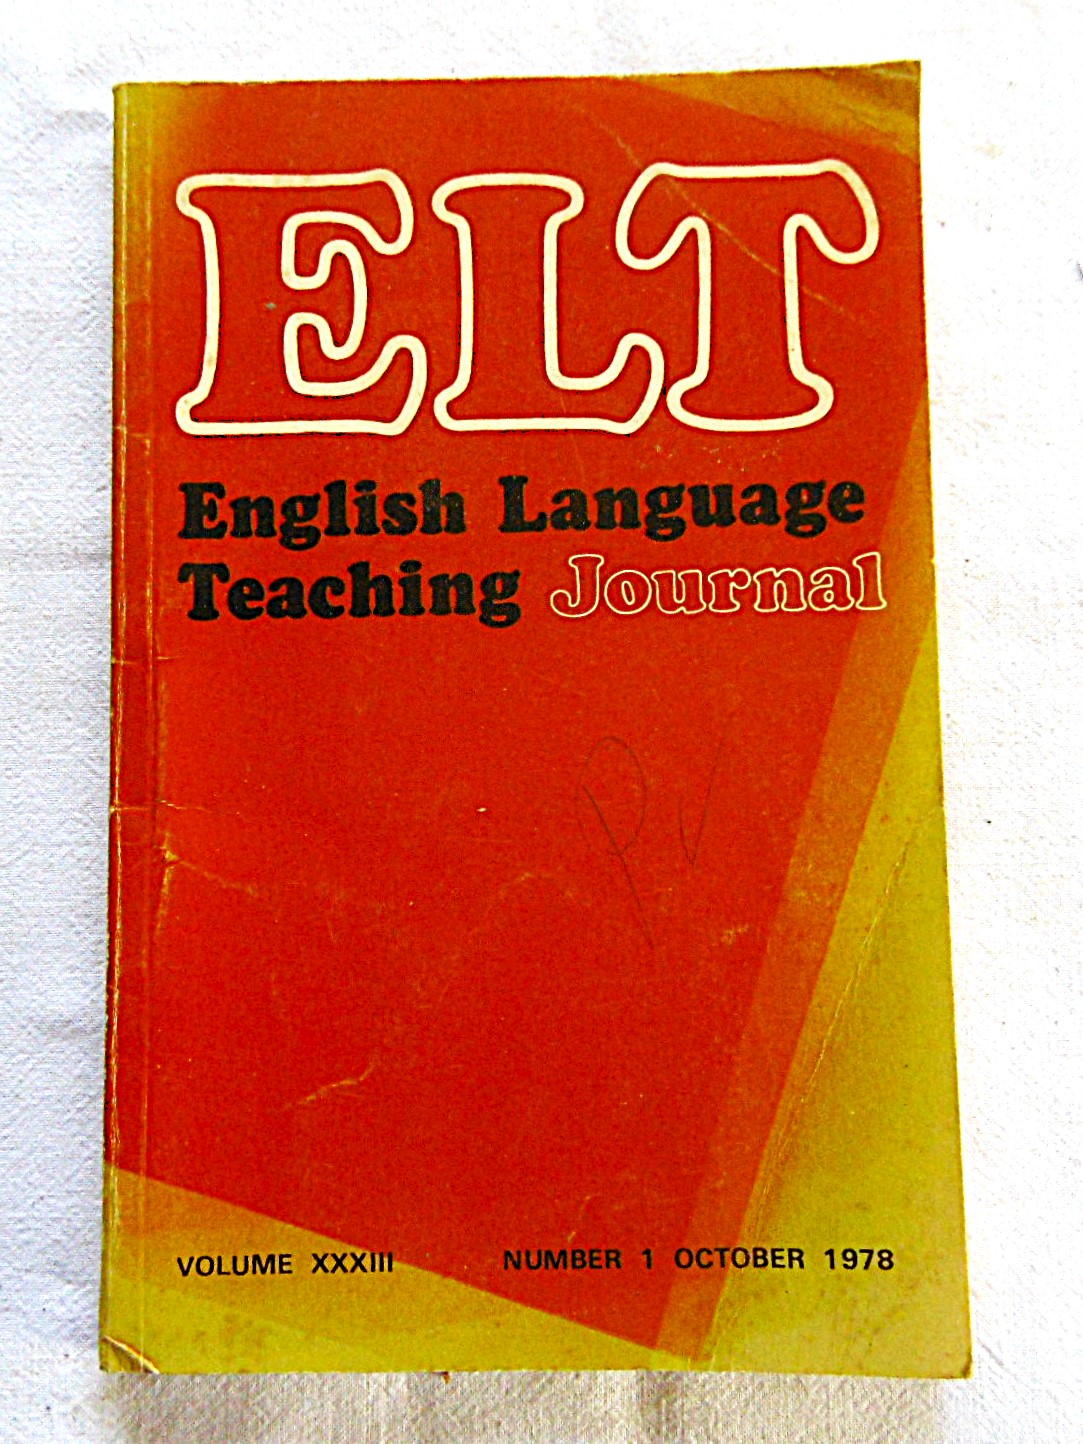 ELT
English Language
Teaching Journal
VOLUME XXXIII NUMBER 1 OCTOBER 1978